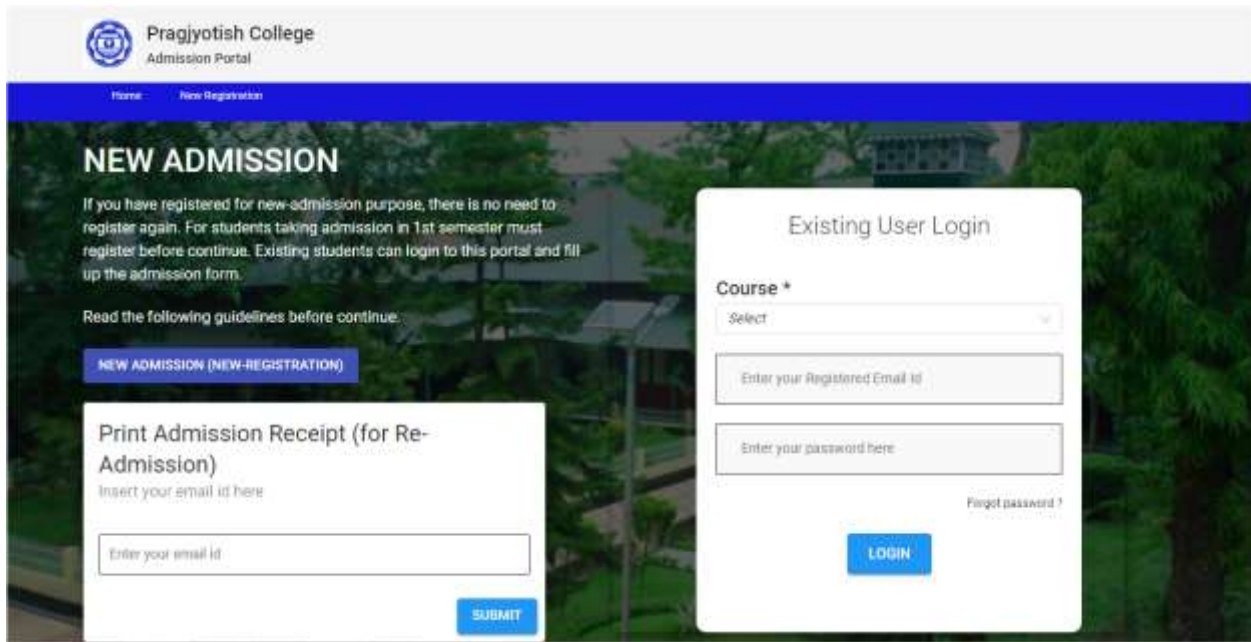 Pragjyotish College
Admission Portal
Home New Registration
NEW ADMISSION
If you have registered for new-admission purpose, there is no need to
register again. For students taking admission in 1st semester must
register before continue. Existing students can login to this portal and fill
up the admission form.
Read the following guidelines before continue.
NEW ADMISSION (NEW-REGISTRATION)
Print Admission Receipt (for Re-
Admission)
Insert your email id here
Enter your email id
SUBMIT
Existing User Login
Course *
Select
Enter your Registered Email Id
Enter your password here
Forgot password ?
LOGIN